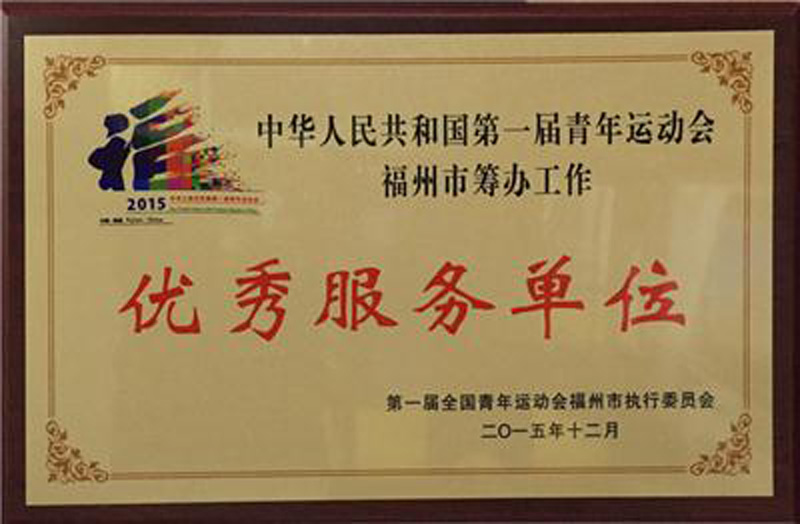 中华人民共和国第一届青年运动会
福州市筹办工作
福
2015
优秀服务单位
第一届全国青年运动会福州市执行委员会
二〇一五年十二月